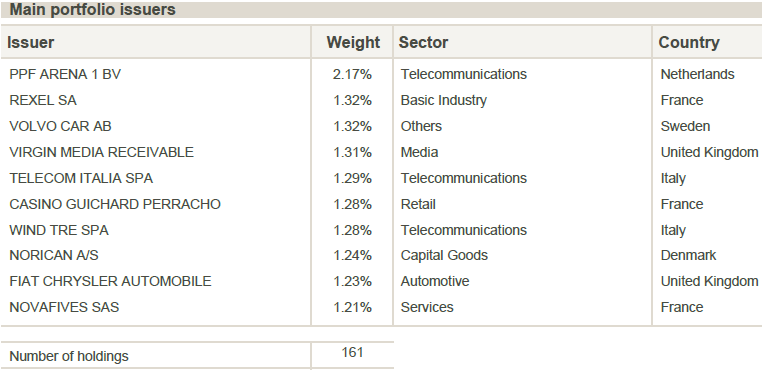 Main portfolio issuers
Issuer Weight Sector Country
PPF ARENA 1 BV 2.17% Telecommunications Netherlands
REXEL SA 1.32% Basic Industry France
VOLVO CAR AB 1.32% Others Sweden
VIRGIN MEDIA RECEIVABLE 1.31% Media United Kingdom
TELECOM ITALIA SPA 1.29% Telecommunications Italy
CASINO GUICHARD PERRACHO 1.28% Retail France
WIND TRE SPA 1.28% Telecommunications Italy
NORICAN A/S 1.24% Capital Goods Denmark
FIAT CHRYSLER AUTOMOBILE 1.23% Automotive United Kingdom
NOVAFIVES SAS 1.21% Services France
Number of holdings 161